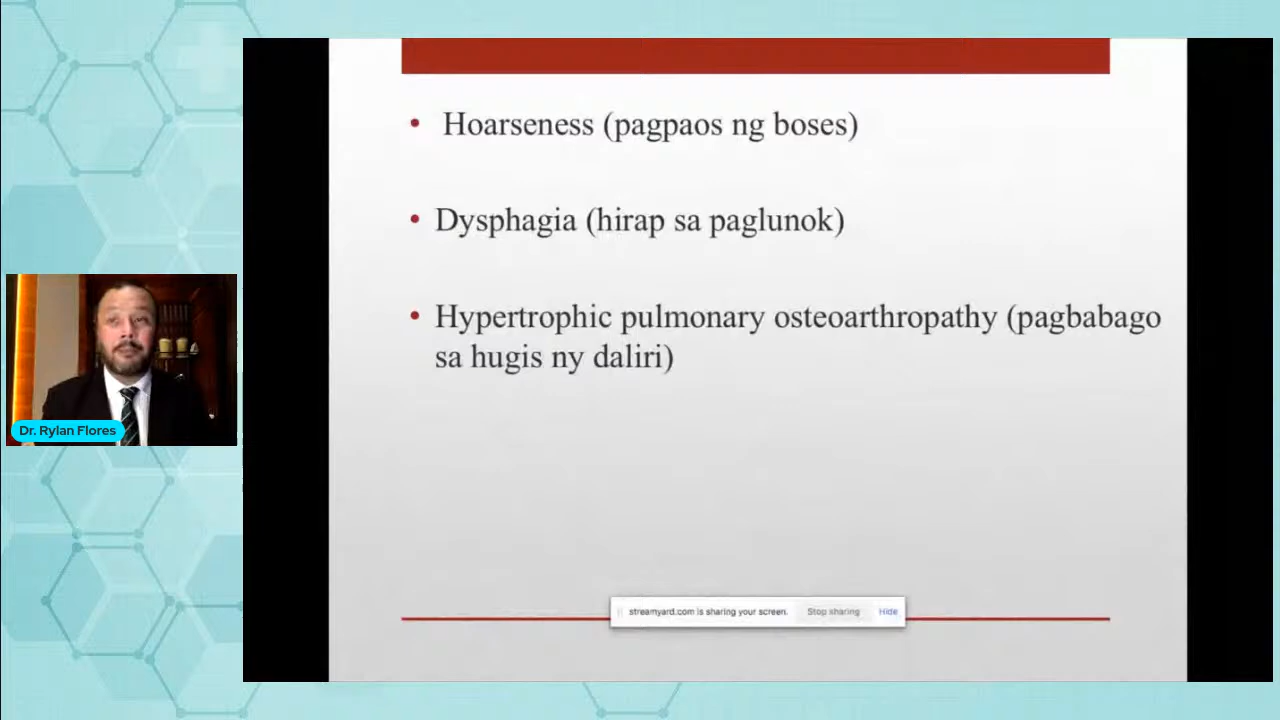 • Hoarseness (pagpaos ng boses)
• Dysphagia (hirap sa paglunok)
• Hypertrophic pulmonary osteoarthropathy (pagbabago
sa hugis ny daliri)
Dr. Rylan Flores
streamyard.com is sharing your screen. Stop sharing Hide